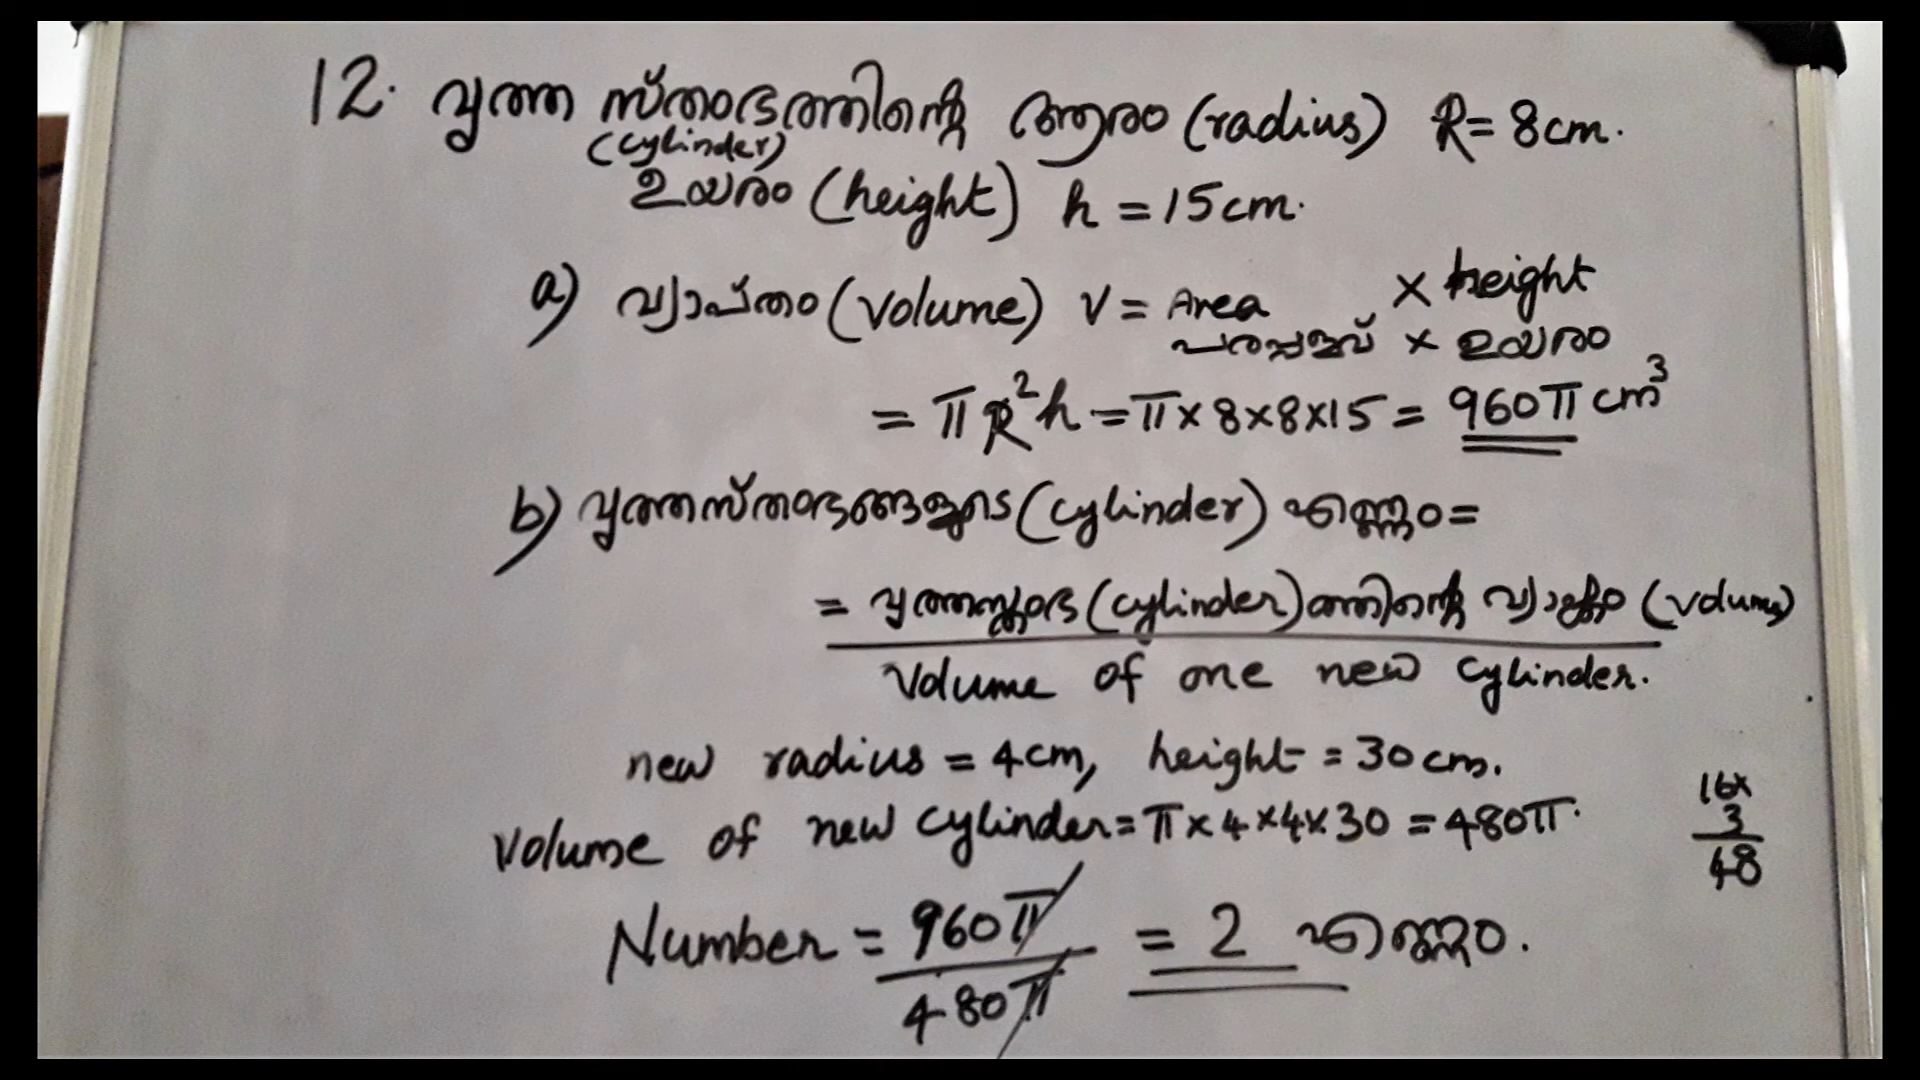 12. വൃത്ത സ്തംഭത്തിന്റെ ആരം (radius) R = 8cm.
(cylinder)
ഉയരം (height) h = 15cm.
a) വ്യാപ്തം (volume) V = Area × height
പരപ്പളവ് × ഉയരം
= π R²h = π × 8×8×15 = 960π cm³
b) വൃത്തസ്തംഭങ്ങളുടെ (cylinder) എണ്ണം =
= വൃത്തസ്തംഭ (cylinder)ത്തിന്റെ വ്യാപ്തം (volume)
Volume of one new cylinder.
new radius = 4cm, height = 30cm.
Volume of new cylinder = π × 4 × 4 × 30 = 480π.
16×
3
48
Number = 960π / 480π = 2 എണ്ണം.